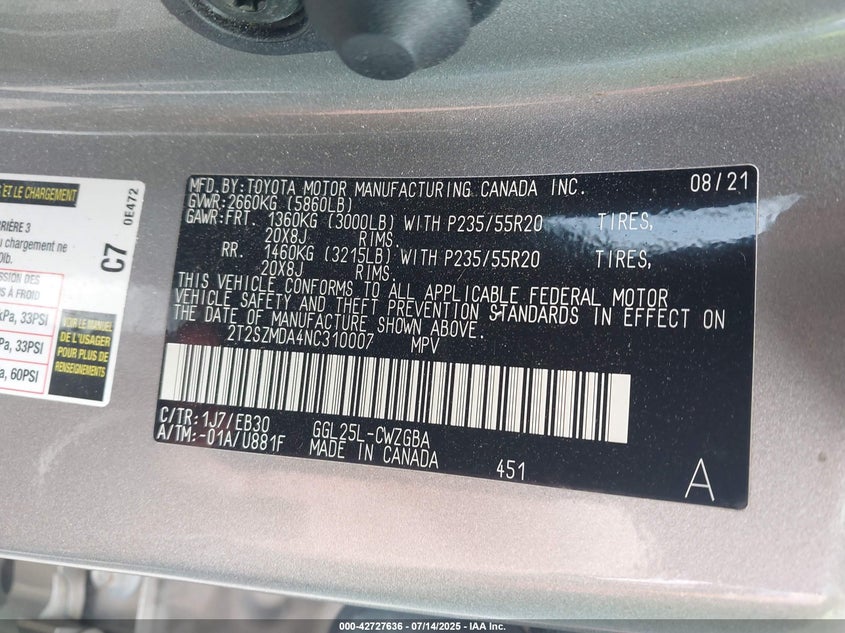 S ET LE CHARGEMENT
RIÈRE 3
u chargement ne
0lb.
SSION DES
S À FROID
kPa, 33PSI
Pa, 33PSI
a, 60PSI
C7
0E472
VOIR LE MANUEL
DE L'USAGER
POUR PLUS DE
RENSEIGNEMENTS
MFD.BY:TOYOTA MOTOR MANUFACTURING CANADA INC. 08/21
GVWR:2660KG (5860LB)
GAWR:FRT. 1360KG (3000LB) WITH P235/55R20 TIRES,
20X8J RIMS.
RR. 1460KG (3215LB) WITH P235/55R20 TIRES,
20X8J RIMS.
THIS VEHICLE CONFORMS TO ALL APPLICABLE FEDERAL MOTOR
VEHICLE SAFETY AND THEFT PREVENTION STANDARDS IN EFFECT ON
THE DATE OF MANUFACTURE SHOWN ABOVE.
2T2SZMDA4NC310007 MPV
C/TR:1J7/EB30 GGL25L-CWZGBA
A/TM:-01A/U881F MADE IN CANADA
451
A
000-42727636 - 07/14/2025 - IAA Inc.